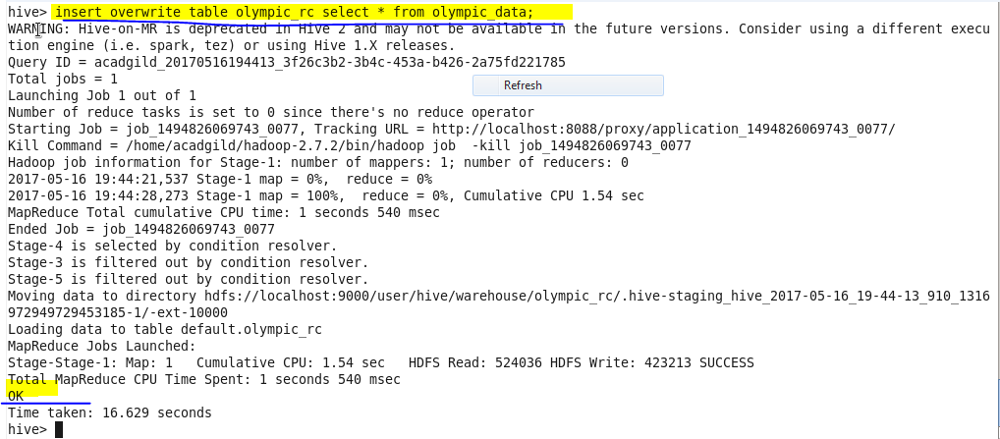 hive> insert overwrite table olympic_rc select * from olympic_data;
WARNING: Hive-on-MR is deprecated in Hive 2 and may not be available in the future versions. Consider using a different execu
tion engine (i.e. spark, tez) or using Hive 1.X releases.
Query ID = acadgild_20170516194413_3f26c3b2-3b4c-453a-b426-2a75fd221785
Total jobs = 1
Refresh
Launching Job 1 out of 1
Number of reduce tasks is set to 0 since there's no reduce operator
Starting Job = job_1494826069743_0077, Tracking URL = http://localhost:8088/proxy/application_1494826069743_0077/
Kill Command = /home/acadgild/hadoop-2.7.2/bin/hadoop job  -kill job_1494826069743_0077
Hadoop job information for Stage-1: number of mappers: 1; number of reducers: 0
2017-05-16 19:44:21,537 Stage-1 map = 0%,  reduce = 0%
2017-05-16 19:44:28,273 Stage-1 map = 100%,  reduce = 0%, Cumulative CPU 1.54 sec
MapReduce Total cumulative CPU time: 1 seconds 540 msec
Ended Job = job_1494826069743_0077
Stage-4 is selected by condition resolver.
Stage-3 is filtered out by condition resolver.
Stage-5 is filtered out by condition resolver.
Moving data to directory hdfs://localhost:9000/user/hive/warehouse/olympic_rc/.hive-staging_hive_2017-05-16_19-44-13_910_1316
972949729453185-1/-ext-10000
Loading data to table default.olympic_rc
MapReduce Jobs Launched:
Stage-Stage-1: Map: 1   Cumulative CPU: 1.54 sec   HDFS Read: 524036 HDFS Write: 423213 SUCCESS
Total MapReduce CPU Time Spent: 1 seconds 540 msec
OK
Time taken: 16.629 seconds
hive>